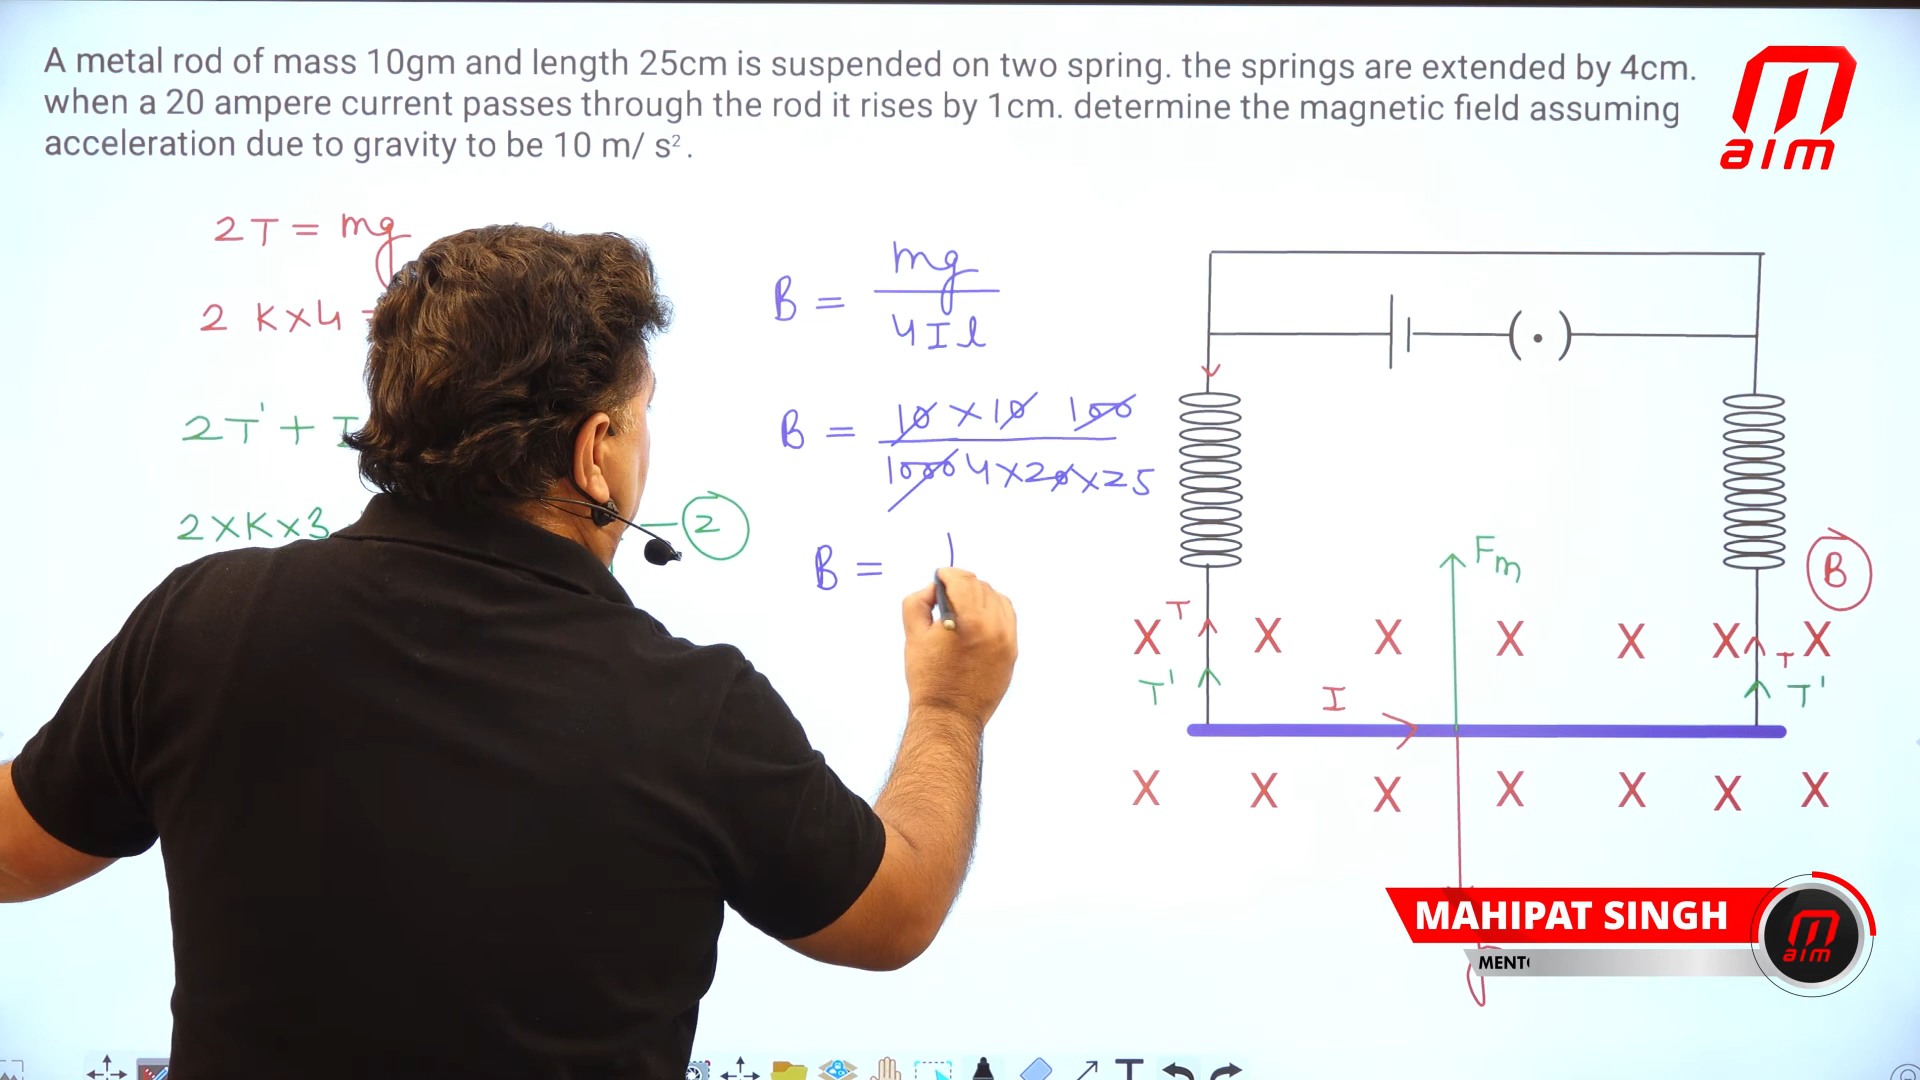 A metal rod of mass 10gm and length 25cm is suspended on two spring. the springs are extended by 4cm.
when a 20 ampere current passes through the rod it rises by 1cm. determine the magnetic field assuming
acceleration due to gravity to be 10 m/ s².
aim
2T = mg
2 K×4 =
2T' + I
2×K×3
— 2
B = mg / 4Il
B = 10 × 10 100 / 1000 4×20×25
B = 1
Fm
B
X X X X X X X
T
T
T'
T'
I
X X X X X X X
MAHIPAT SINGH
aim
T